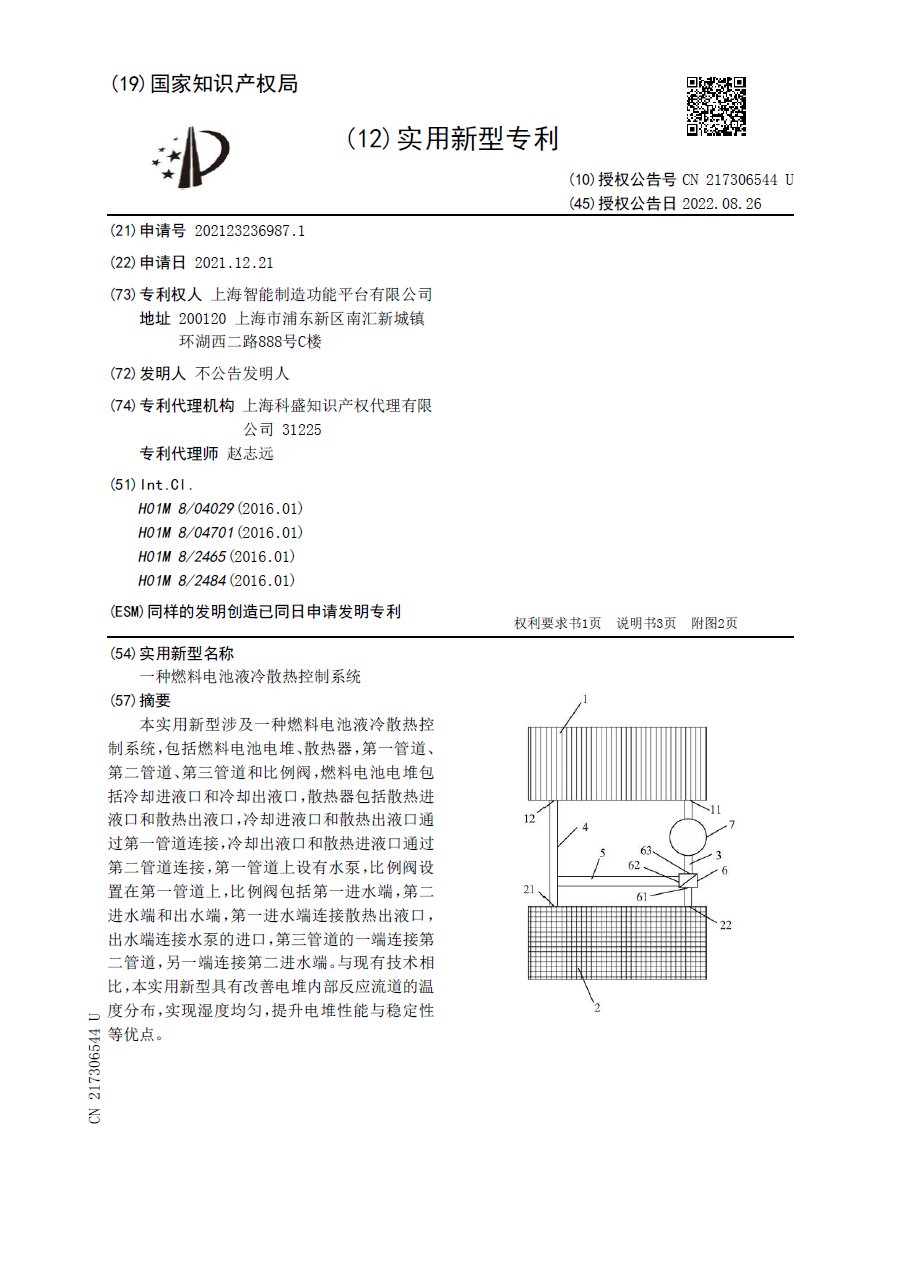 (19)国家知识产权局
(12)实用新型专利
(10)授权公告号 CN 217306544 U
(45)授权公告日 2022.08.26
(21)申请号 202123236987.1
(22)申请日 2021.12.21
(73)专利权人 上海智能制造功能平台有限公司
地址 200120 上海市浦东新区南汇新城镇
环湖西二路888号C楼
(72)发明人 不公告发明人
(74)专利代理机构 上海科盛知识产权代理有限
公司 31225
专利代理师 赵志远
(51)Int.Cl.
H01M 8/04029(2016.01)
H01M 8/04701(2016.01)
H01M 8/2465(2016.01)
H01M 8/2484(2016.01)
(ESM)同样的发明创造已同日申请发明专利
权利要求书1页 说明书3页 附图2页
(54)实用新型名称
一种燃料电池液冷散热控制系统
(57)摘要
本实用新型涉及一种燃料电池液冷散热控
制系统,包括燃料电池电堆、散热器,第一管道、
第二管道、第三管道和比例阀,燃料电池电堆包
括冷却进液口和冷却出液口,散热器包括散热进
液口和散热出液口,冷却进液口和散热出液口通
过第一管道连接,冷却出液口和散热进液口通过
第二管道连接,第一管道上设有水泵,比例阀设
置在第一管道上,比例阀包括第一进水端,第二
进水端和出水端,第一进水端连接散热出液口,
出水端连接水泵的进口,第三管道的一端连接第
二管道,另一端连接第二进水端。与现有技术相
比,本实用新型具有改善电堆内部反应流道的温
度分布,实现湿度均匀,提升电堆性能与稳定性
等优点。
1
12
11
4
7
63
3
5
62
6
61
21
22
2
CN 217306544 U